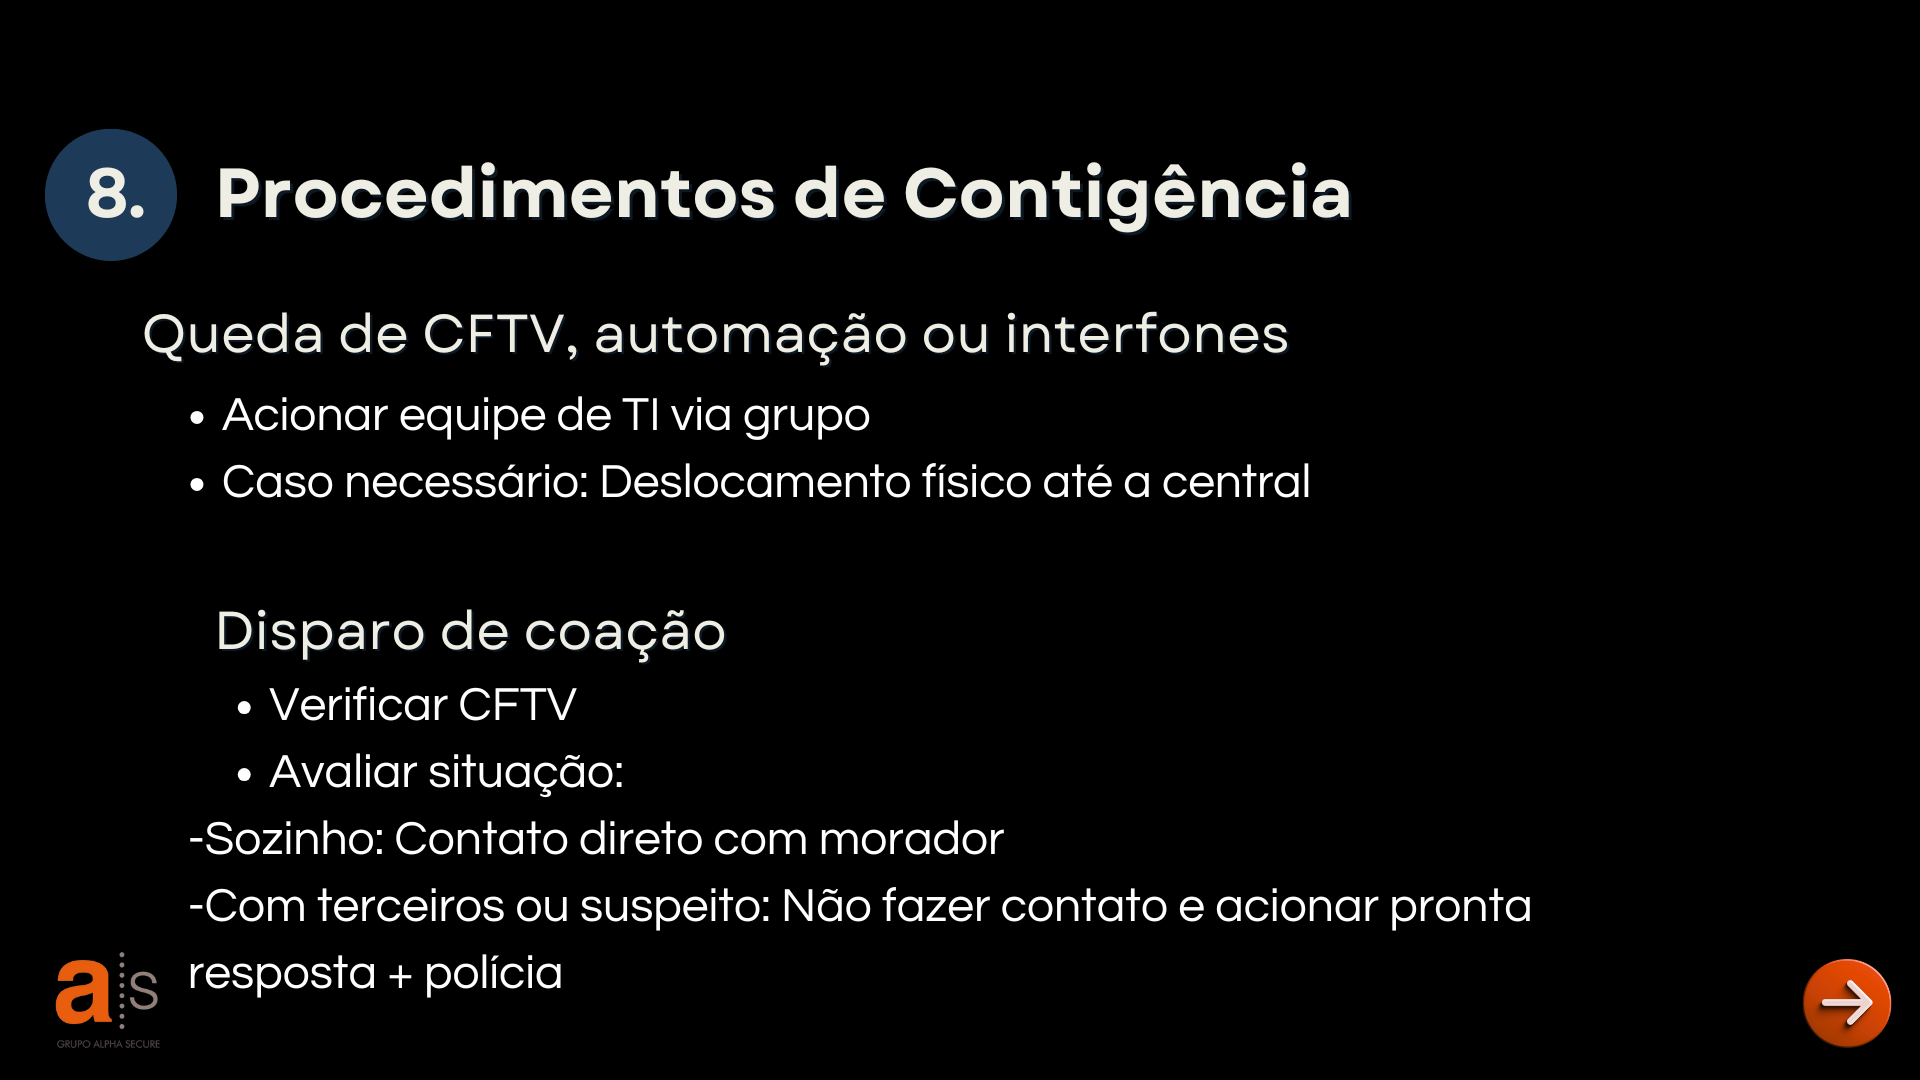 8. Procedimentos de Contigência
Queda de CFTV, automação ou interfones
• Acionar equipe de TI via grupo
• Caso necessário: Deslocamento físico até a central
Disparo de coação
• Verificar CFTV
• Avaliar situação:
-Sozinho: Contato direto com morador
-Com terceiros ou suspeito: Não fazer contato e acionar pronta
resposta + polícia
a s
GRUPO ALPHA SECURE